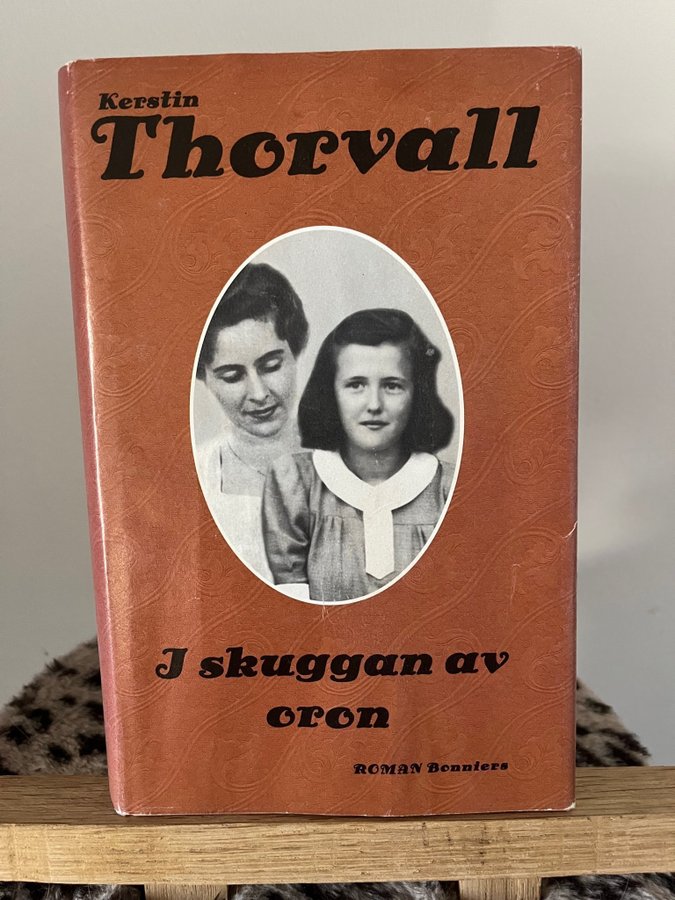 Kerstin
Thorvall
I skuggan av
oron
ROMAN Bonniers